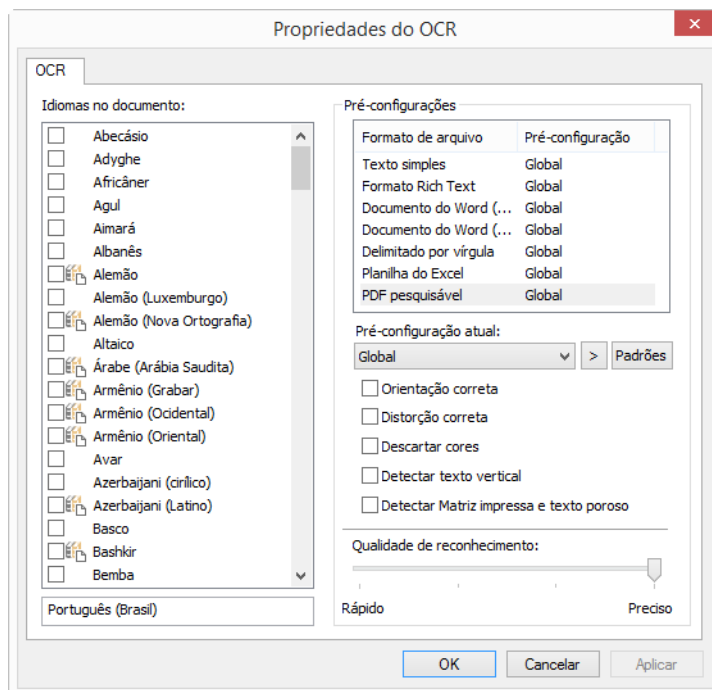 Propriedades do OCR
OCR
Idiomas no documento:
Abecásio
Adyghe
Africâner
Agul
Aimará
Albanês
Alemão
Alemão (Luxemburgo)
Alemão (Nova Ortografia)
Altaico
Árabe (Arábia Saudita)
Armênio (Grabar)
Armênio (Ocidental)
Armênio (Oriental)
Avar
Azerbaijani (cirílico)
Azerbaijani (Latino)
Basco
Bashkir
Bemba
Português (Brasil)
Pré-configurações
Formato de arquivo Pré-configuração
Texto simples Global
Formato Rich Text Global
Documento do Word (... Global
Documento do Word (... Global
Delimitado por vírgula Global
Planilha do Excel Global
PDF pesquisável Global
Pré-configuração atual:
Global > Padrões
Orientação correta
Distorção correta
Descartar cores
Detectar texto vertical
Detectar Matriz impressa e texto poroso
Qualidade de reconhecimento:
Rápido Preciso
OK Cancelar Aplicar